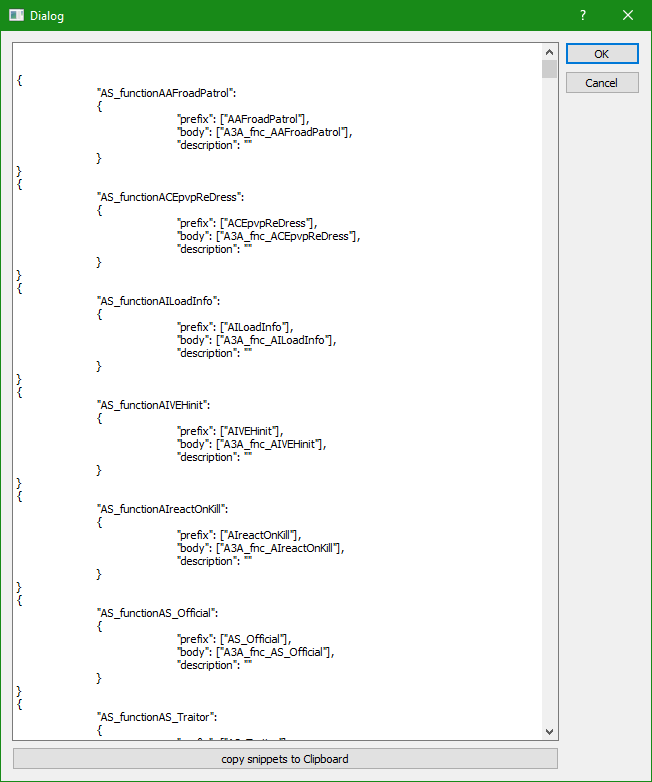 Dialog
?
OK
Cancel
{
"AS_functionAAFroadPatrol":
{
"prefix": ["AAFroadPatrol"],
"body": ["A3A_fnc_AAFroadPatrol"],
"description": ""
}
}
{
"AS_functionACEpvpReDress":
{
"prefix": ["ACEpvpReDress"],
"body": ["A3A_fnc_ACEpvpReDress"],
"description": ""
}
}
{
"AS_functionAILoadInfo":
{
"prefix": ["AILoadInfo"],
"body": ["A3A_fnc_AILoadInfo"],
"description": ""
}
}
{
"AS_functionAIVEHinit":
{
"prefix": ["AIVEHinit"],
"body": ["A3A_fnc_AIVEHinit"],
"description": ""
}
}
{
"AS_functionAIreactOnKill":
{
"prefix": ["AIreactOnKill"],
"body": ["A3A_fnc_AIreactOnKill"],
"description": ""
}
}
{
"AS_functionAS_Official":
{
"prefix": ["AS_Official"],
"body": ["A3A_fnc_AS_Official"],
"description": ""
}
}
{
"AS_functionAS_Traitor":
{
copy snippets to Clipboard